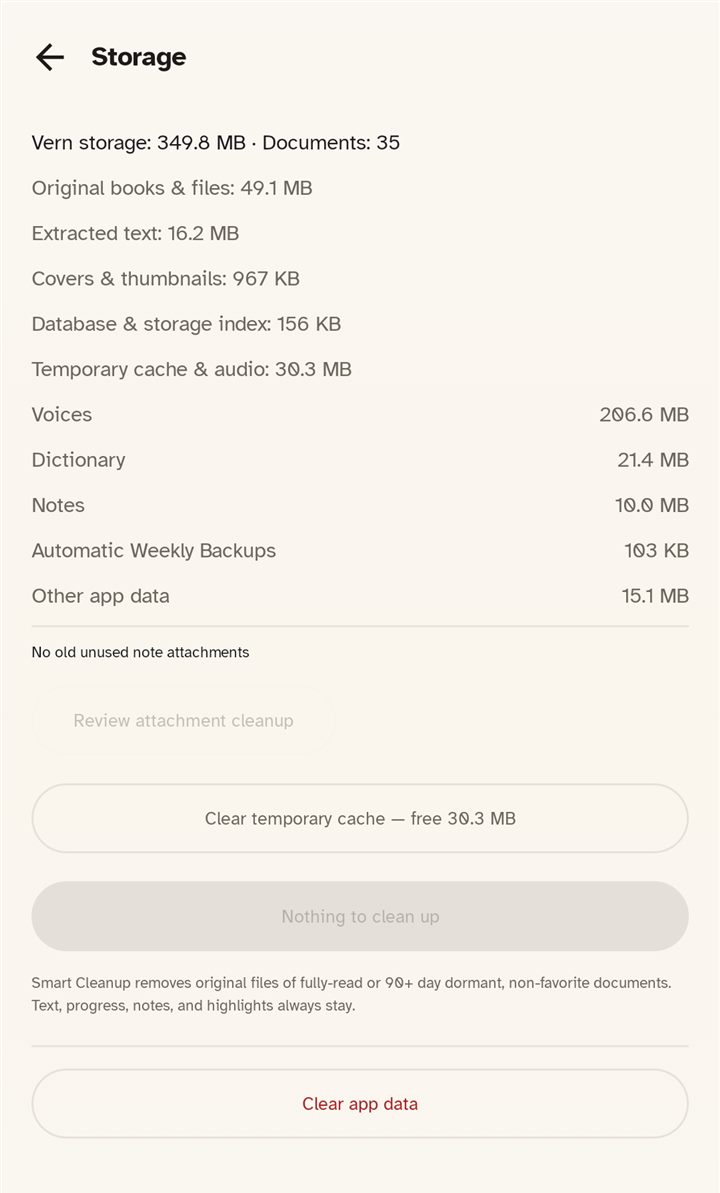 Storage
Vern storage: 349.8 MB · Documents: 35
Original books & files: 49.1 MB
Extracted text: 16.2 MB
Covers & thumbnails: 967 KB
Database & storage index: 156 KB
Temporary cache & audio: 30.3 MB
Voices 206.6 MB
Dictionary 21.4 MB
Notes 10.0 MB
Automatic Weekly Backups 103 KB
Other app data 15.1 MB
No old unused note attachments
Review attachment cleanup
Clear temporary cache — free 30.3 MB
Nothing to clean up
Smart Cleanup removes original files of fully-read or 90+ day dormant, non-favorite documents.
Text, progress, notes, and highlights always stay.
Clear app data